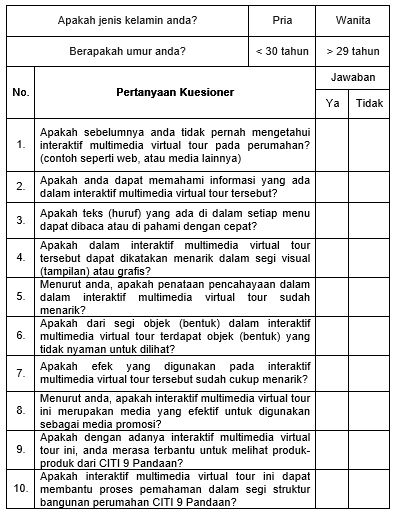 Apakah jenis kelamin anda? Pria Wanita
Berapakah umur anda? < 30 tahun > 29 tahun
No. Pertanyaan Kuesioner Jawaban
Ya Tidak
1. Apakah sebelumnya anda tidak pernah mengetahui
interaktif multimedia virtual tour pada perumahan?
(contoh seperti web, atau media lainnya)
2. Apakah anda dapat memahami informasi yang ada
dalam interaktif multimedia virtual tour tersebut?
3. Apakah teks (huruf) yang ada di dalam setiap menu
dapat dibaca atau di pahami dengan cepat?
4. Apakah dalam interaktif multimedia virtual tour
tersebut dapat dikatakan menarik dalam segi visual
(tampilan) atau grafis?
5. Menurut anda, apakah penataan pencahayaan dalam
dalam interaktif multimedia virtual tour sudah
menarik?
6. Apakah dari segi objek (bentuk) dalam interaktif
multimedia virtual tour terdapat objek (bentuk) yang
tidak nyaman untuk dilihat?
7. Apakah efek yang digunakan pada interaktif
multimedia virtual tour tersebut sudah cukup menarik?
8. Menurut anda, apakah interaktif multimedia virtual tour
ini merupakan media yang efektif untuk digunakan
sebagai media promosi?
9. Apakah dengan adanya interaktif multimedia virtual
tour ini, anda merasa terbantu untuk melihat produk-
produk dari CITI 9 Pandaan?
10. Apakah interaktif multimedia virtual tour ini dapat
membantu proses pemahaman dalam segi struktur
bangunan perumahan CITI 9 Pandaan?